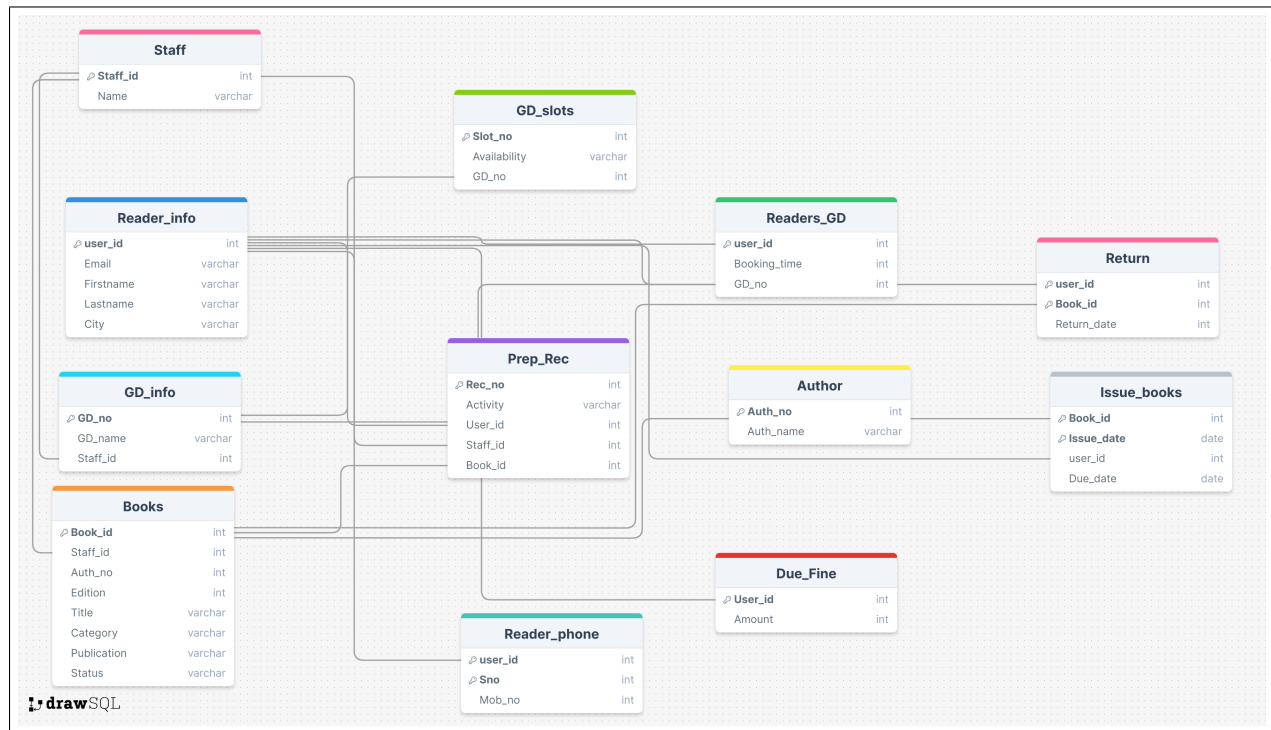 Staff
Staff_id int
Name varchar
GD_slots
Slot_no int
Availability varchar
GD_no int
Reader_info
user_id int
Email varchar
Firstname varchar
Lastname varchar
City varchar
Readers_GD
user_id int
Booking_time int
GD_no int
Return
user_id int
Book_id int
Return_date int
Prep_Rec
Rec_no int
Activity varchar
User_id int
Staff_id int
Book_id int
GD_info
GD_no int
GD_name varchar
Staff_id int
Author
Auth_no int
Auth_name varchar
Issue_books
Book_id int
Issue_date date
user_id int
Due_date date
Books
Book_id int
Staff_id int
Auth_no int
Edition int
Title varchar
Category varchar
Publication varchar
Status varchar
Due_Fine
User_id int
Amount int
Reader_phone
user_id int
Sno int
Mob_no int
drawSQL